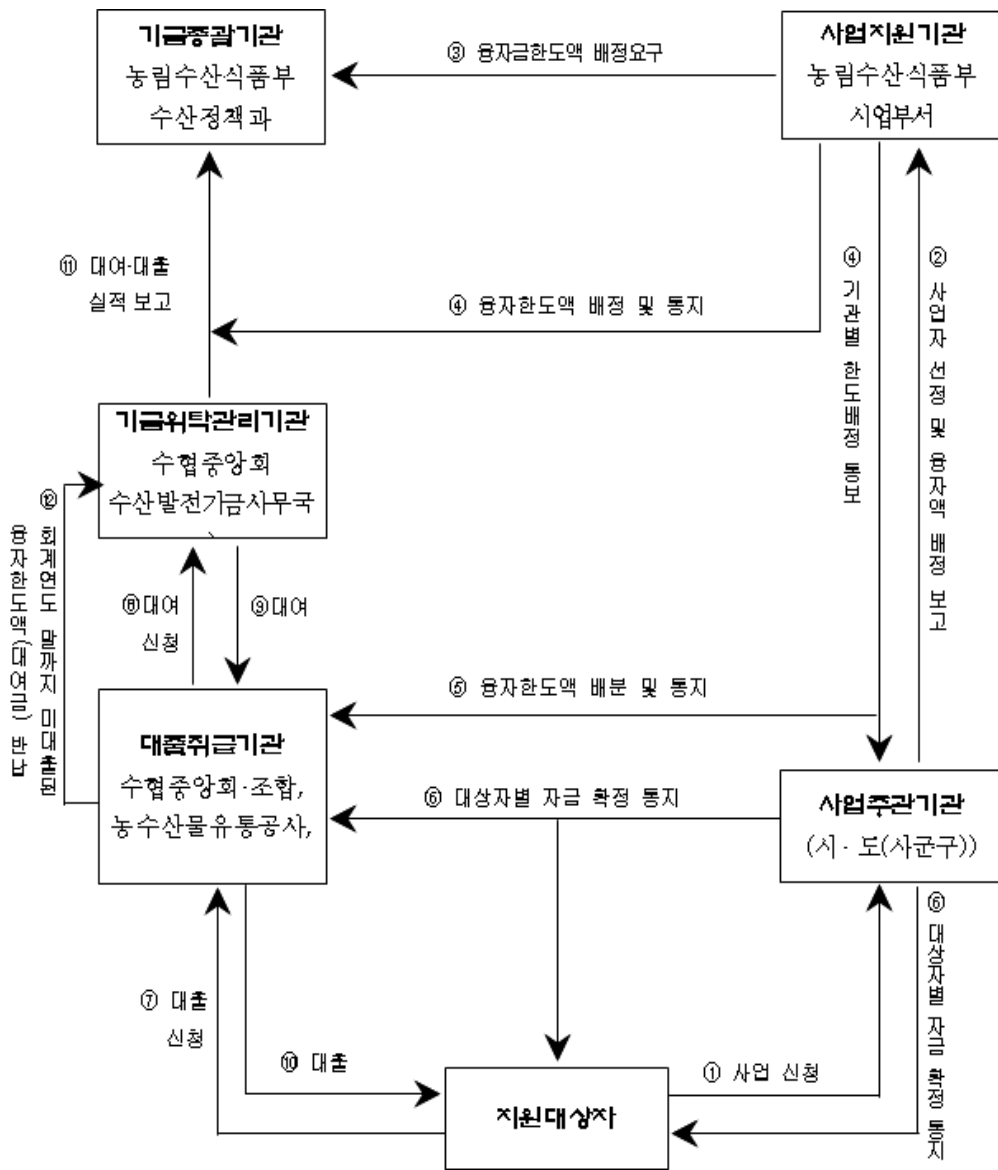 기금총괄기관
농림수산식품부
수산정책과
③ 융자금한도액 배정요구
사업지원기관
농림수산식품부
시업부서
⑪ 대여·대출
실적 보고
④ 융자한도액 배정 및 통지
④ 기관별 한도배정 통보
② 사업자 선정 및 융자액 배정 보고
기금위탁관리기관
수협중앙회
수산발전기금사무국
⑫ 회계연도 말까지 미대출된
융자한도액(대여금) 반납
⑧대여
신청
⑨대여
⑤ 융자한도액 배분 및 통지
대출취급기관
수협중앙회·조합,
농수산물유통공사,
⑥ 대상자별 자금 확정 통지
사업주관기관
(시·도(사군구))
⑥ 대상자별 자금 확정 통지
⑦ 대출
신청
⑩ 대출
① 사업 신청
지원대상자